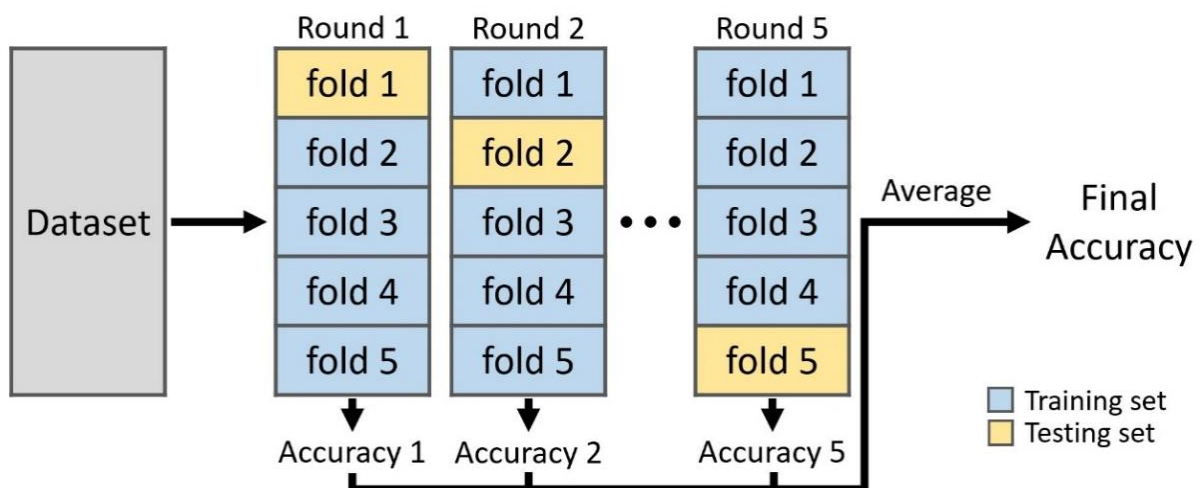 Round 1
Round 2
Round 5
Dataset
fold 1
fold 2
fold 3
fold 4
fold 5
fold 1
fold 2
fold 3
fold 4
fold 5
fold 1
fold 2
fold 3
fold 4
fold 5
Accuracy 1
Accuracy 2
Accuracy 5
Average
Final
Accuracy
Training set
Testing set